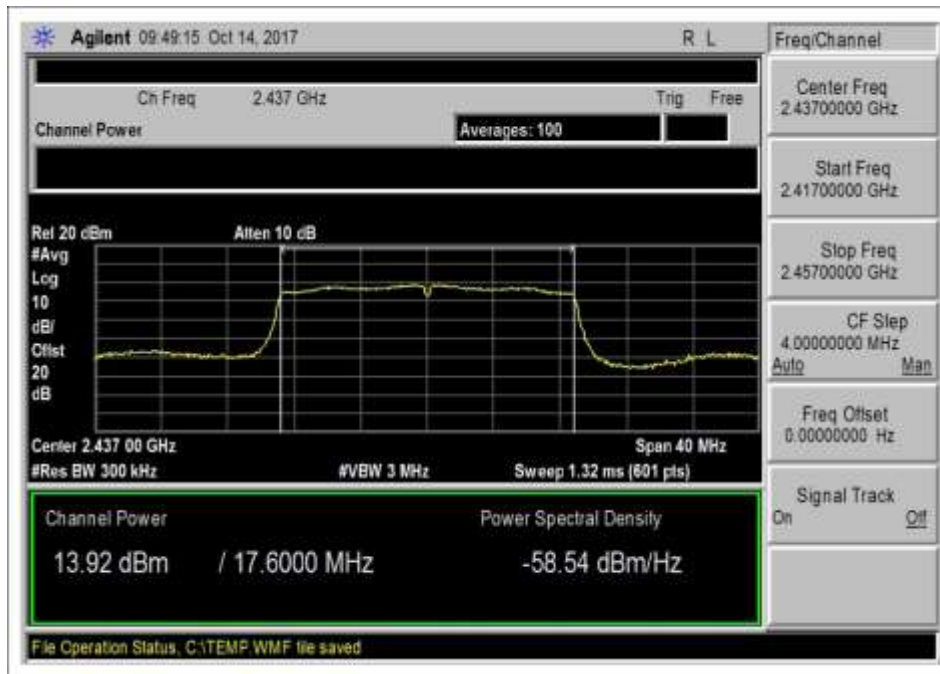 Agilent 09:49:15 Oct 14, 2017 R L
Ch Freq 2.437 GHz Trig Free
Channel Power Averages: 100
Ref 20 dBm Atten 10 dB
#Avg
Log
10
dB/
Offst
20
dB
Center 2.437 00 GHz Span 40 MHz
#Res BW 300 kHz #VBW 3 MHz Sweep 1.32 ms (601 pts)
Channel Power Power Spectral Density
13.92 dBm / 17.6000 MHz -58.54 dBm/Hz
File Operation Status, C:\TEMP.WMF file saved
Freq/Channel
Center Freq
2.43700000 GHz
Start Freq
2.41700000 GHz
Stop Freq
2.45700000 GHz
CF Step
4.00000000 MHz
Auto Man
Freq Offset
0.00000000 Hz
Signal Track
On Off